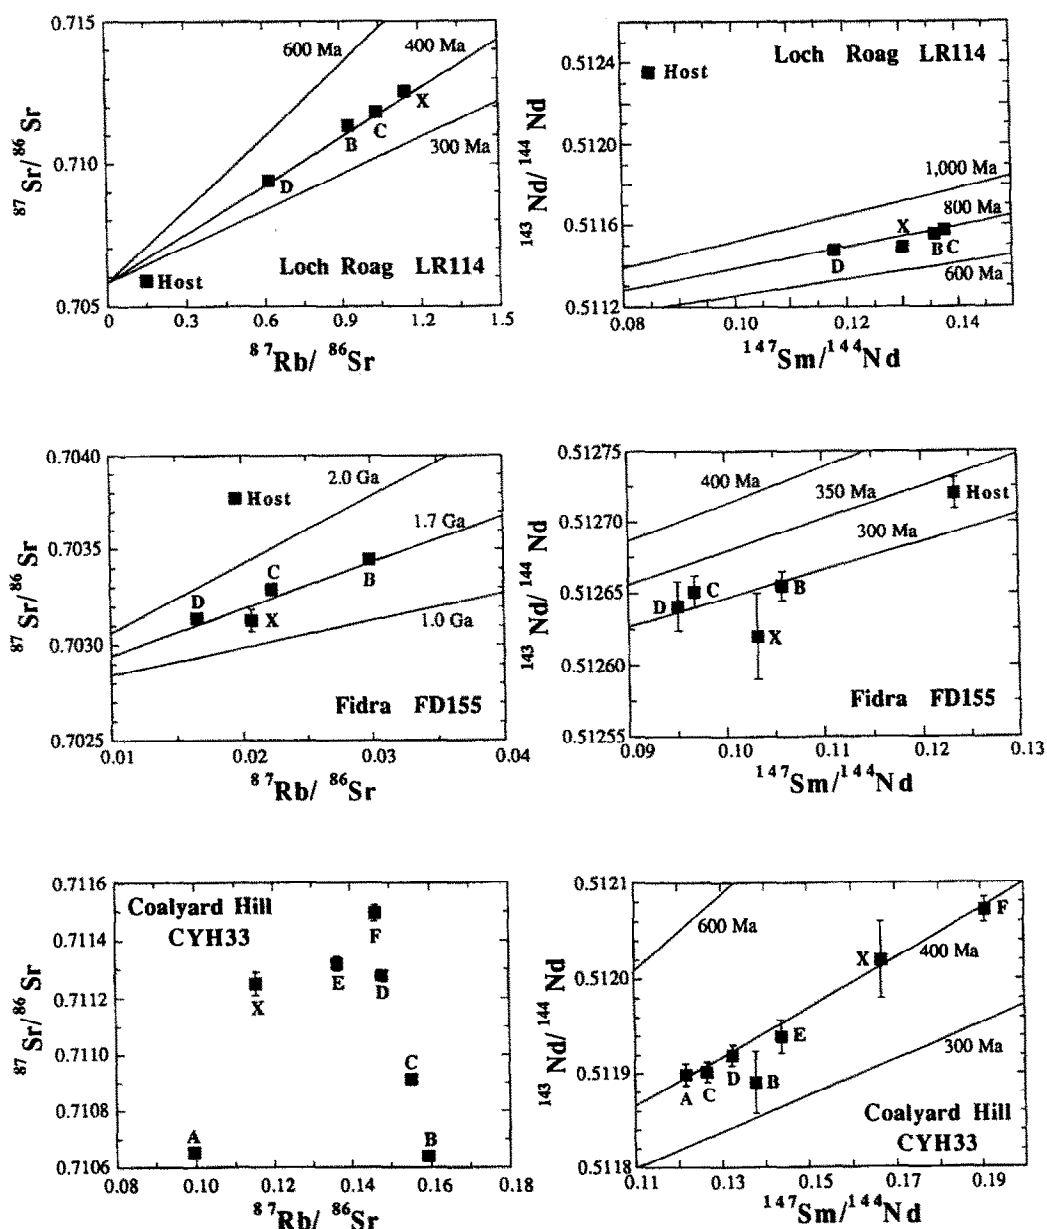 0.715
600 Ma
400 Ma
X
B
C
300 Ma
0.710
D
Host
Loch Roag LR114
0.705
0 0.3 0.6 0.9 1.2 1.5
87Sr/86Sr
87Rb/ 86Sr
0.5124
Host
Loch Roag LR114
0.5120
1,000 Ma
0.5116
X
800 Ma
D
B C
600 Ma
0.5112
0.08 0.10 0.12 0.14
143Nd/144Nd
147Sm/144Nd
0.7040
2.0 Ga
Host
1.7 Ga
0.7035
C
B
D
X
1.0 Ga
0.7030
Fidra FD155
0.7025
0.01 0.02 0.03 0.04
87Sr/86Sr
87Rb/ 86Sr
0.51275
400 Ma
350 Ma
Host
0.51270
300 Ma
0.51265
D C
B
X
0.51260
Fidra FD155
0.51255
0.09 0.10 0.11 0.12 0.13
143Nd/144Nd
147Sm/144Nd
0.7116
Coalyard Hill
CYH33
0.7114
F
E D
X
0.7112
0.7110
C
0.7108
A
B
0.7106
0.08 0.10 0.12 0.14 0.16 0.18
87Sr/86Sr
87Rb/ 86Sr
0.5121
600 Ma
F
X
400 Ma
0.5120
E
300 Ma
0.5119
A C D B
Coalyard Hill
CYH33
0.5118
0.11 0.13 0.15 0.17 0.19
143Nd/144Nd
147Sm/144Nd